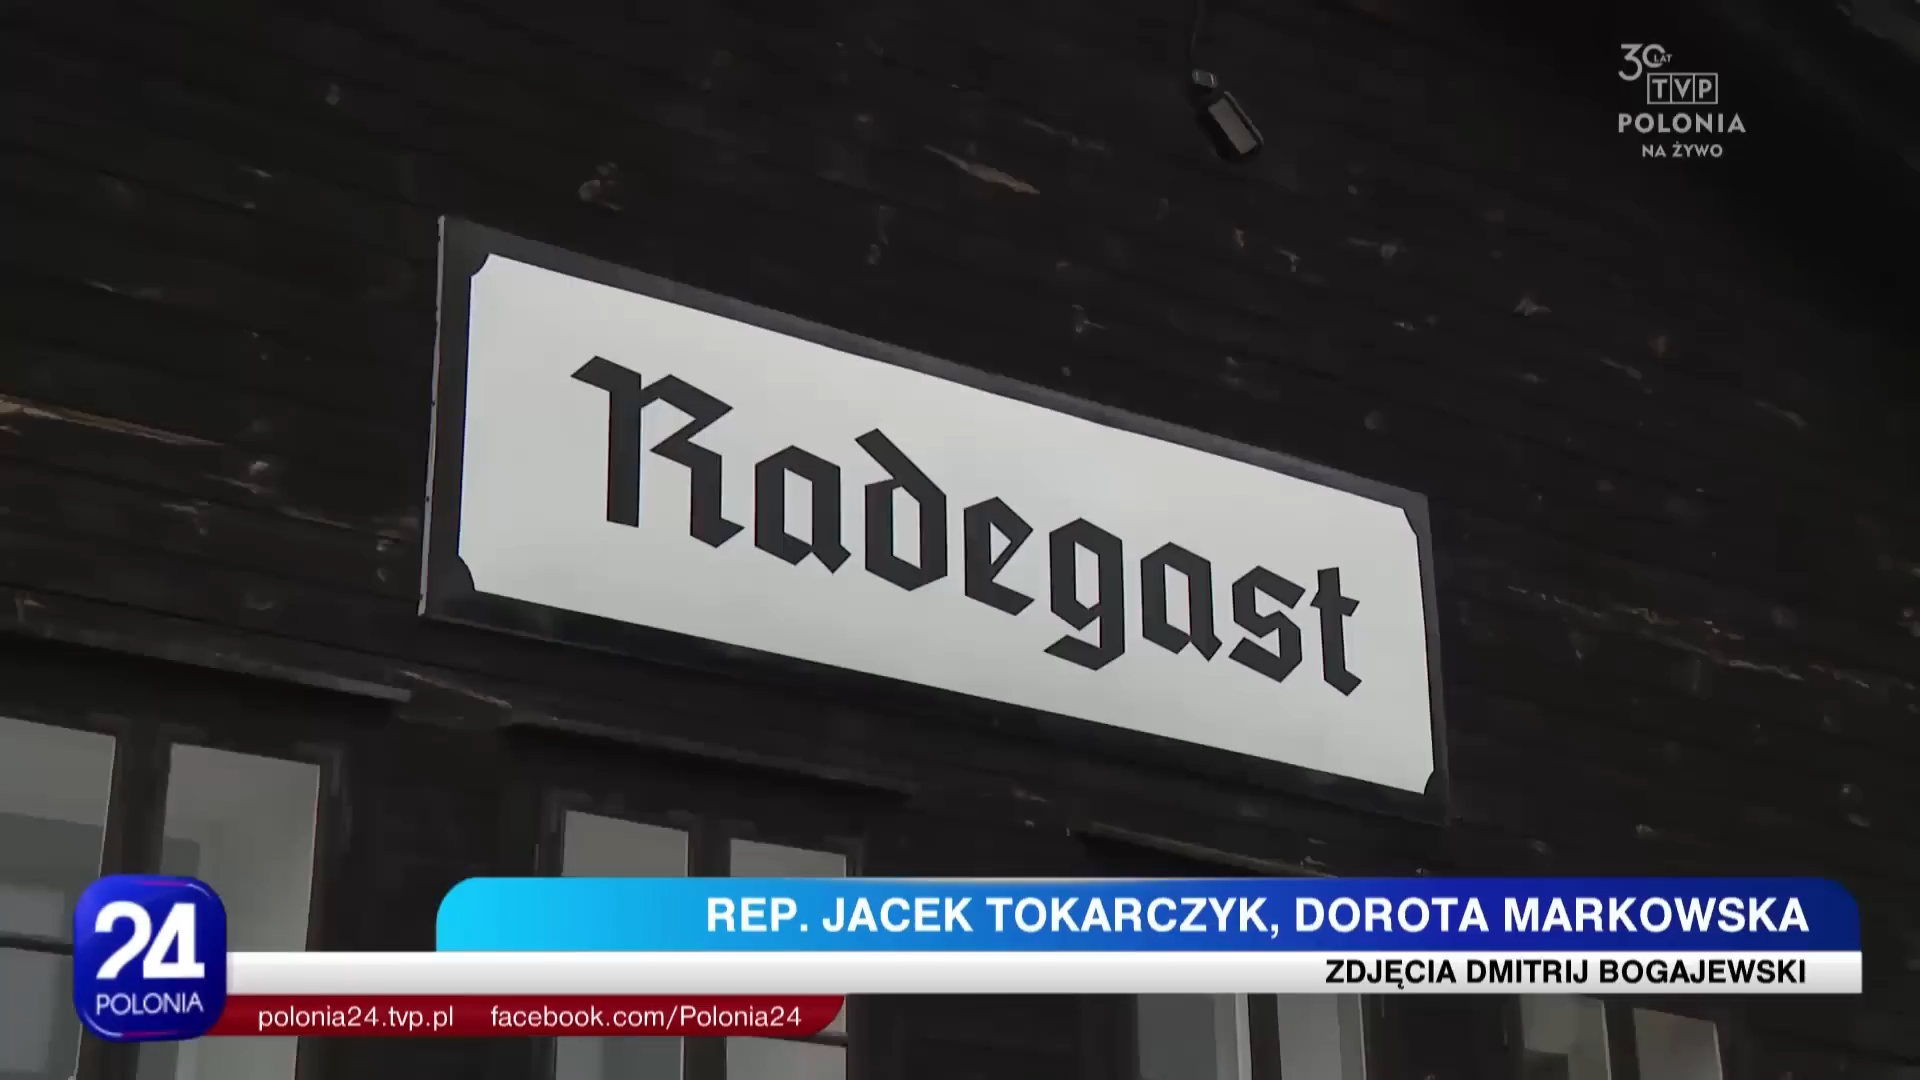 30 LAT
TVP
POLONIA
NA ŻYWO
Radegast
REP. JACEK TOKARCZYK, DOROTA MARKOWSKA
ZDJĘCIA DMITRIJ BOGAJEWSKI
24
POLONIA
polonia24.tvp.pl facebook.com/Polonia24